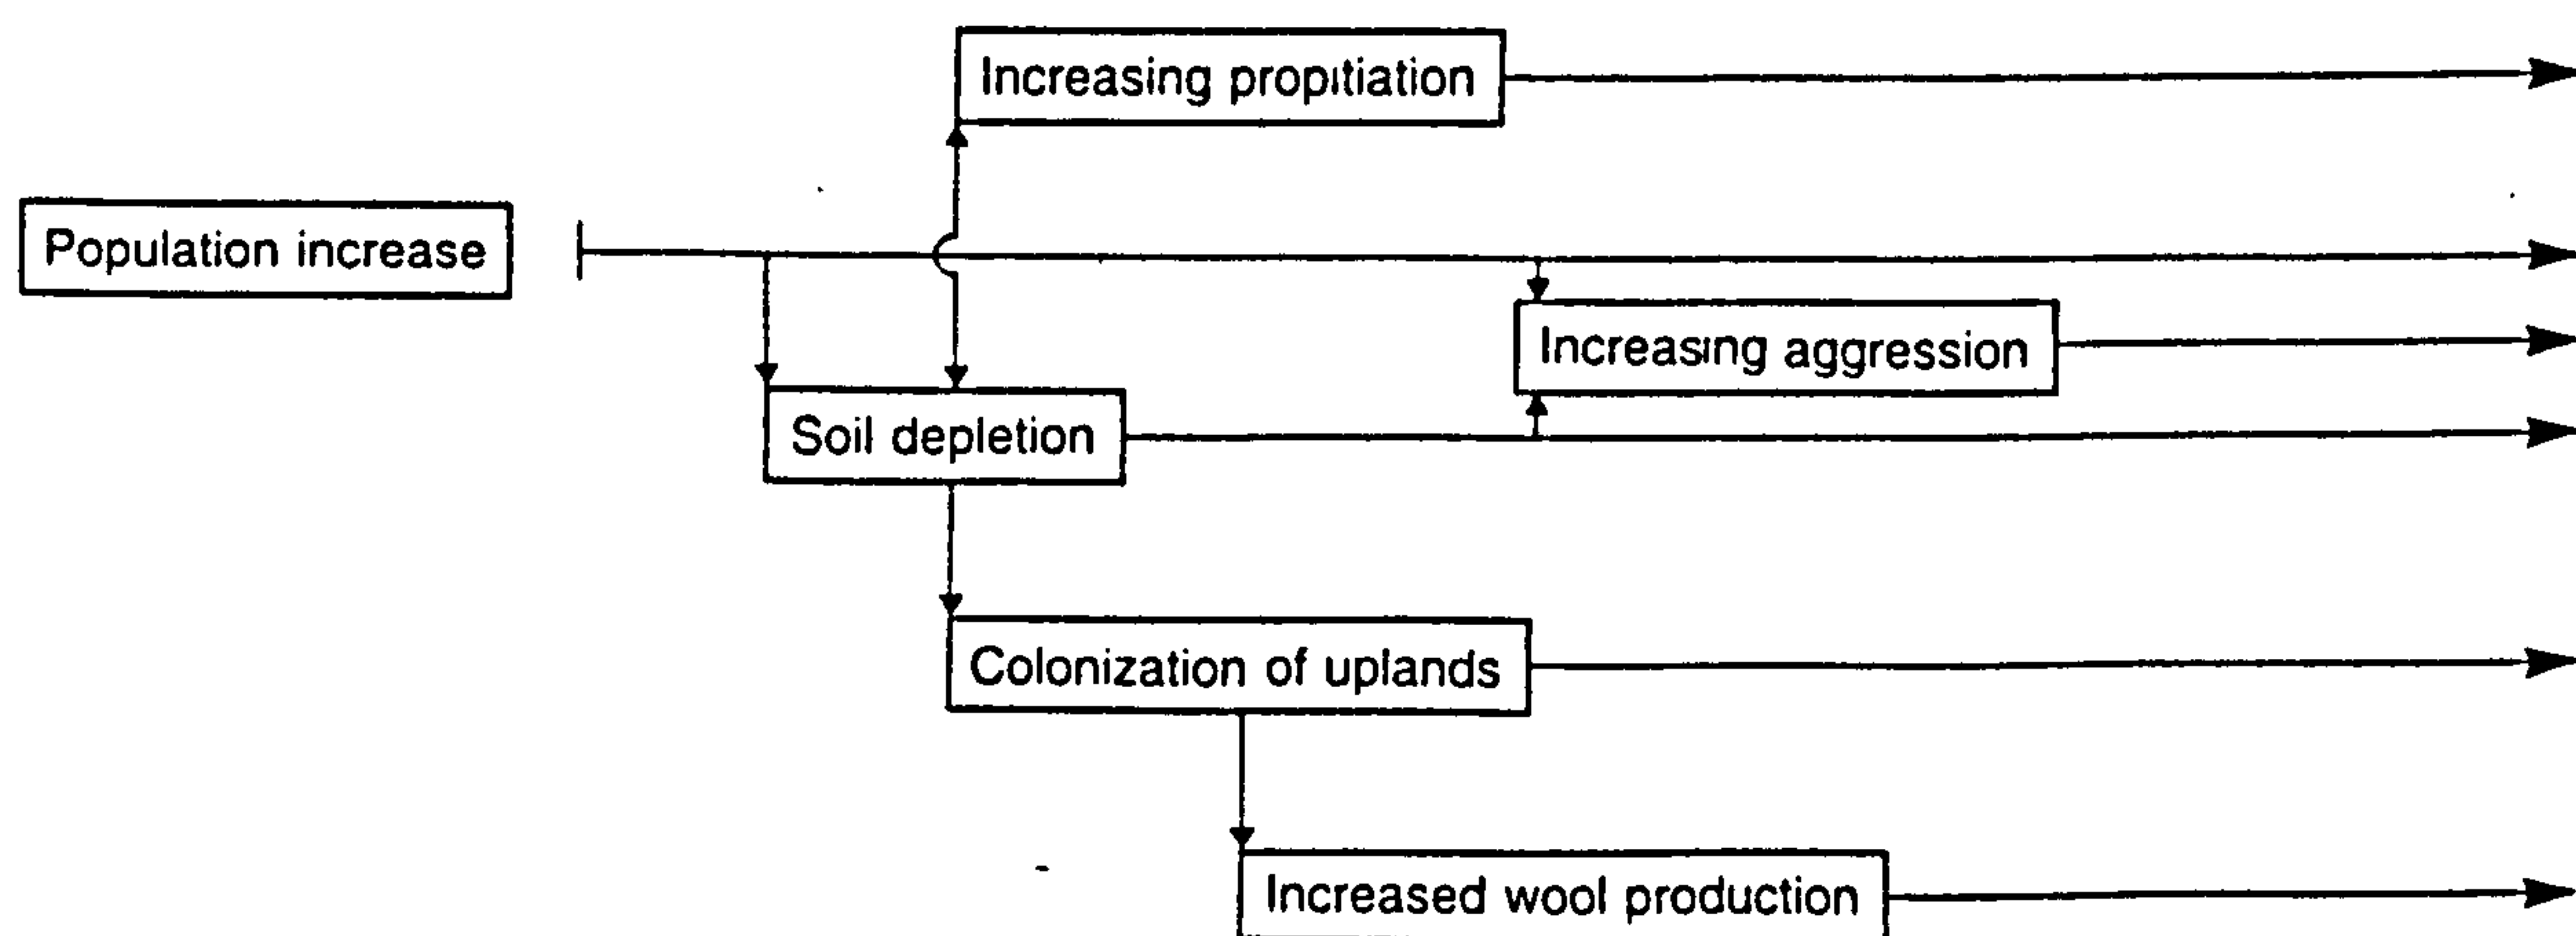 Increasing propitiation
Population increase
Increasing aggression
Soil depletion
Colonization of uplands
Increased wool production